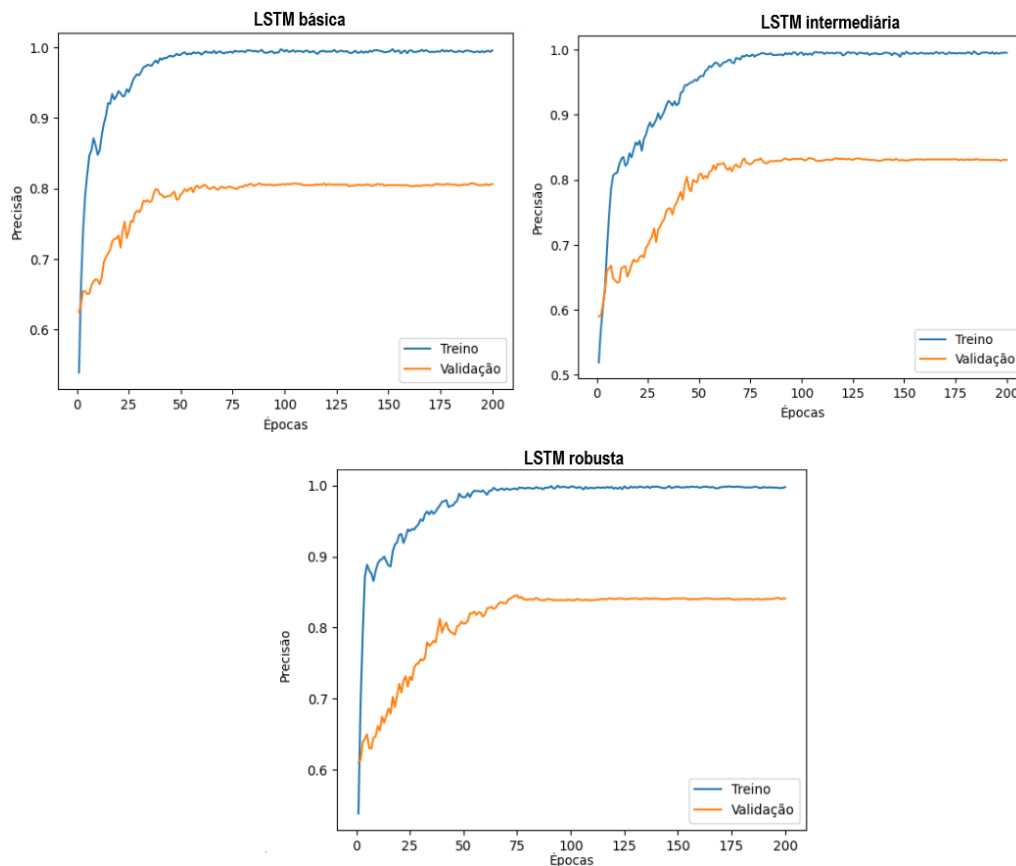 LSTM básica
1.0
0.9
0.8
0.7
0.6
Precisão
0 25 50 75 100 125 150 175 200
Épocas
Treino
Validação
LSTM intermediária
1.0
0.9
0.8
0.7
0.6
0.5
Precisão
0 25 50 75 100 125 150 175 200
Épocas
Treino
Validação
LSTM robusta
1.0
0.9
0.8
0.7
0.6
Precisão
0 25 50 75 100 125 150 175 200
Épocas
Treino
Validação